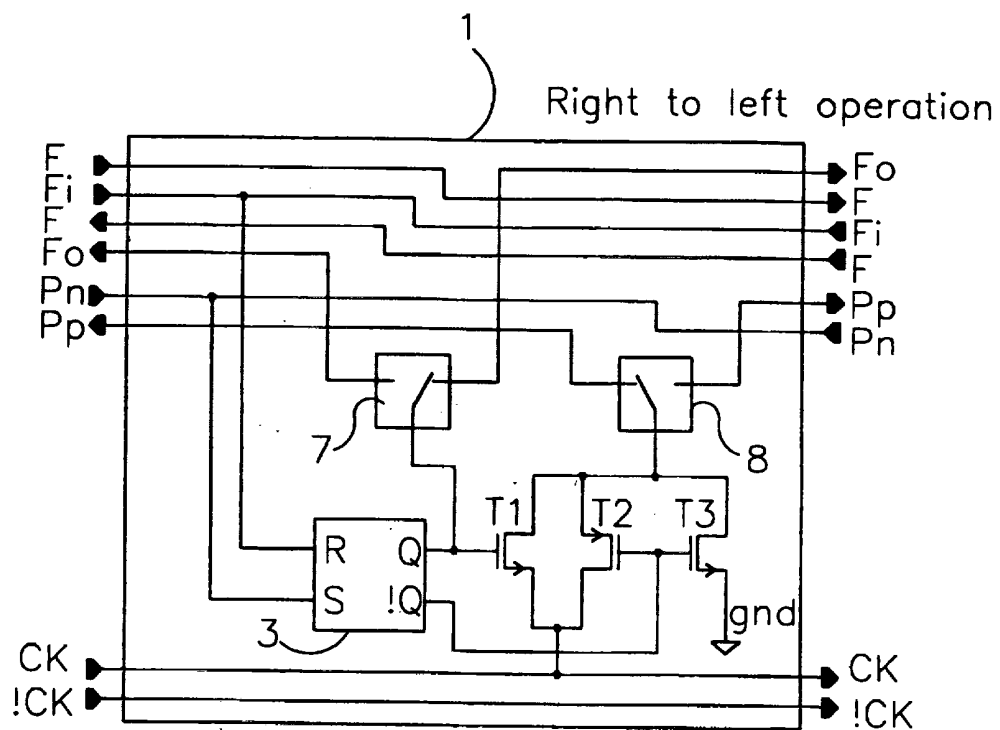 1
Right to left operation
F
Fi
F
Fo
Pn
Pp
Fo
F
Fi
F
Pp
Pn
7
8
T1
T2
T3
R
Q
S
!Q
3
gnd
CK
!CK
CK
!CK